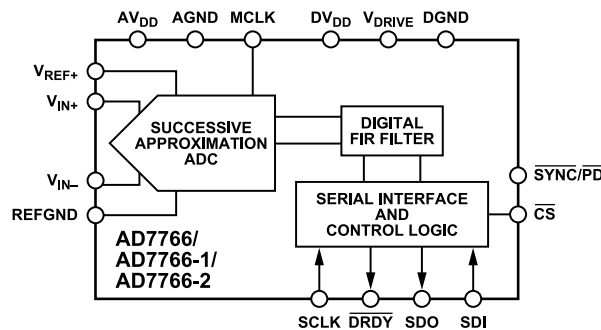 AVDD AGND MCLK DVDD VDRIVE DGND
VREF+
VIN+
SUCCESSIVE
APPROXIMATION
ADC
DIGITAL
FIR FILTER
VIN–
REFGND
SYNC/PD
CS
SERIAL INTERFACE
AND
CONTROL LOGIC
AD7766/
AD7766-1/
AD7766-2
SCLK DRDY SDO SDI